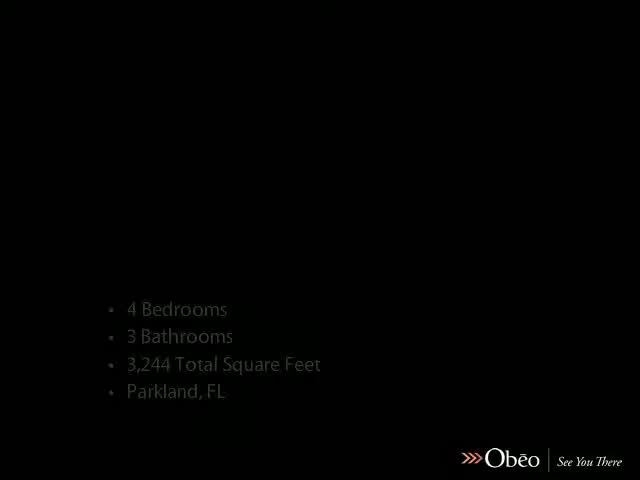 • 4 Bedrooms
• 3 Bathrooms
• 3,244 Total Square Feet
• Parkland, FL
Obēo | See You There